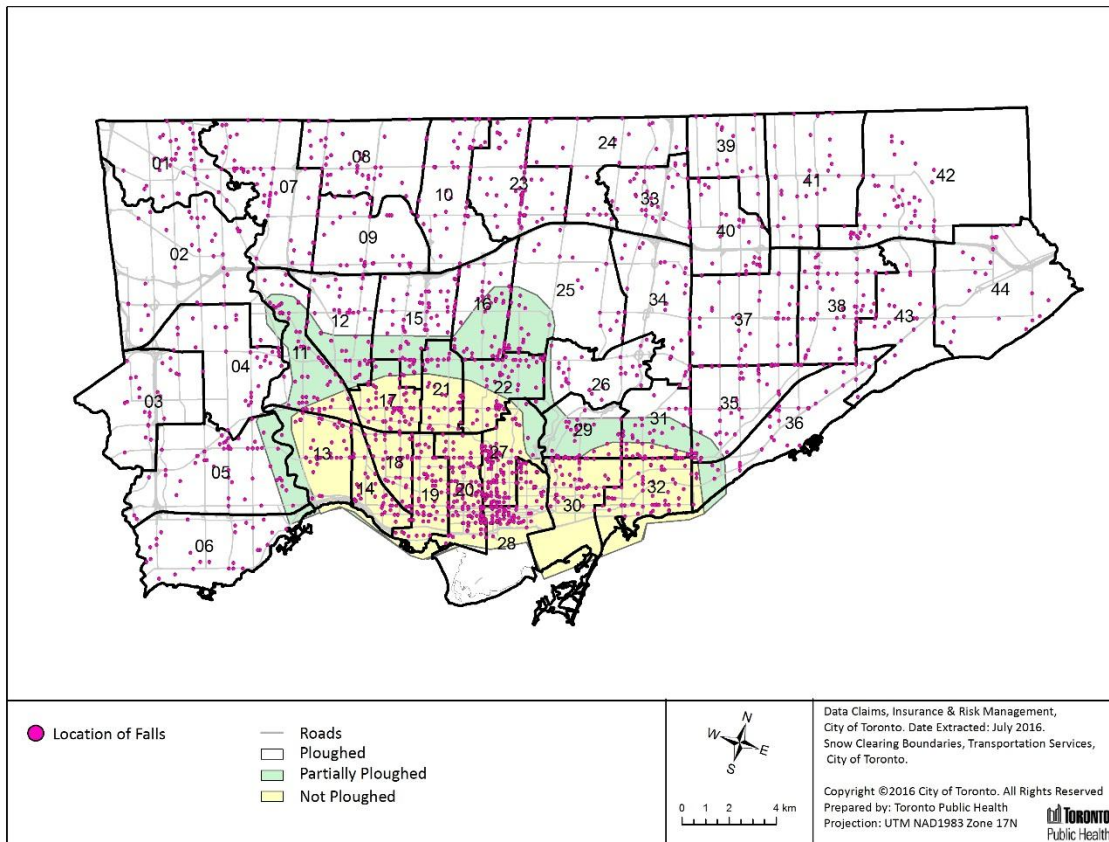 24
39
08
01
41
42
07
23
10
33
40
09
02
25
44
16
34
12
15
38
37
43
11
04
26
22
21
17
03
35
31
36
29
13
27
05
18
32
14
19
20
30
28
06
Location of Falls
Roads
Ploughed
Partially Ploughed
Not Ploughed
N
W
E
S
0 1 2 4 km
Data Claims, Insurance & Risk Management,
City of Toronto. Date Extracted: July 2016.
Snow Clearing Boundaries, Transportation Services,
City of Toronto.
Copyright ©2016 City of Toronto. All Rights Reserved
Prepared by: Toronto Public Health
Projection: UTM NAD1983 Zone 17N
TORONTO
Public Health